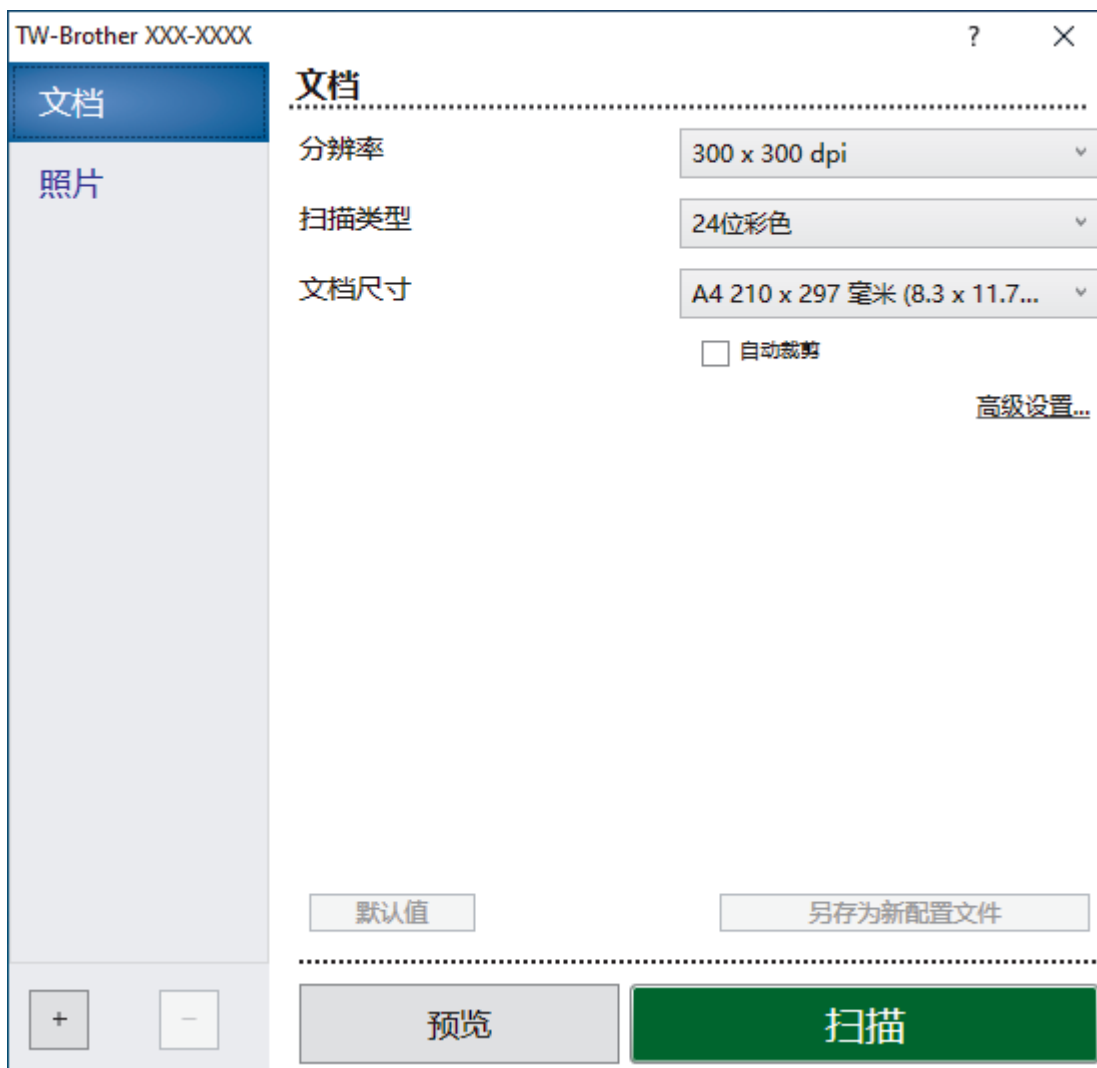 TW-Brother XXX-XXXX
?
文档
照片
文档
分辨率
300 x 300 dpi
扫描类型
24位彩色
文档尺寸
A4 210 x 297 毫米 (8.3 x 11.7...
自动裁剪
高级设置...
默认值
另存为新配置文件
+
−
预览
扫描